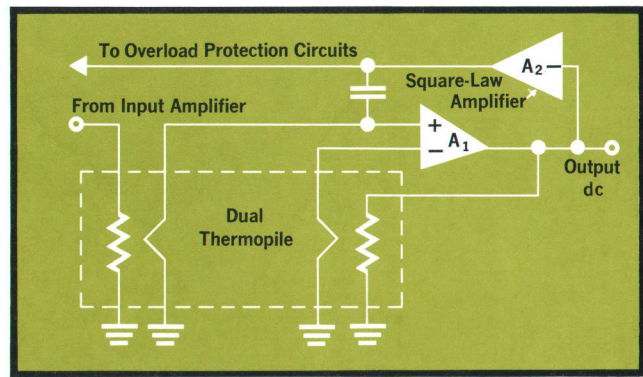 To Overload Protection Circuits
From Input Amplifier
Square-Law
Amplifier
A2
−
+
−
A1
Output
dc
Dual
Thermopile